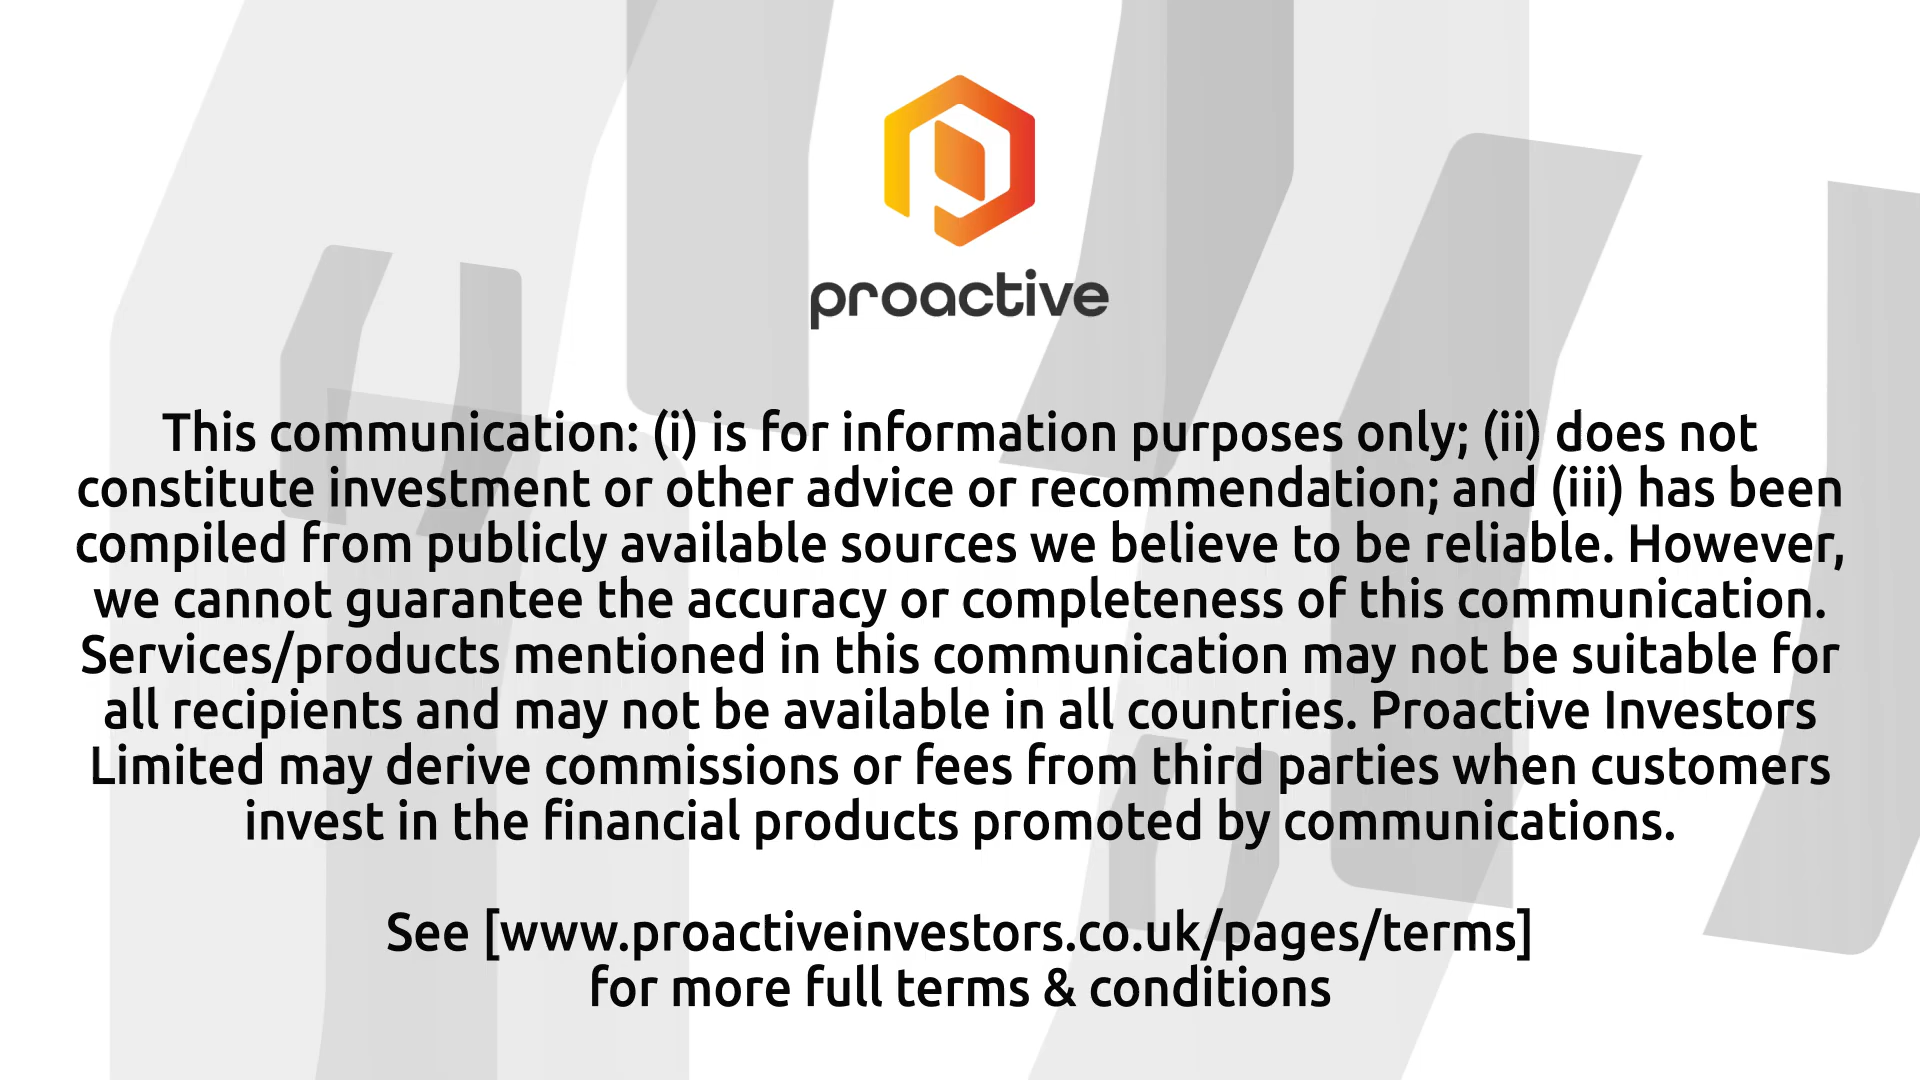 proactive
This communication: (i) is for information purposes only; (ii) does not
constitute investment or other advice or recommendation; and (iii) has been
compiled from publicly available sources we believe to be reliable. However,
we cannot guarantee the accuracy or completeness of this communication.
Services/products mentioned in this communication may not be suitable for
all recipients and may not be available in all countries. Proactive Investors
Limited may derive commissions or fees from third parties when customers
invest in the financial products promoted by communications.
See [www.proactiveinvestors.co.uk/pages/terms]
for more full terms & conditions